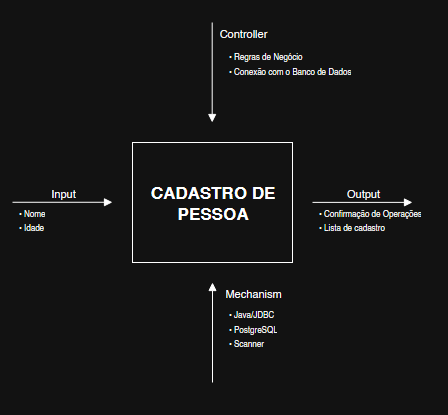 Controller
• Regras de Negócio
• Conexão com o Banco de Dados
Input
• Nome
• Idade
CADASTRO DE
PESSOA
Output
• Confirmação de Operações
• Lista de cadastro
Mechanism
• Java/JDBC
• PostgreSQL
• Scanner